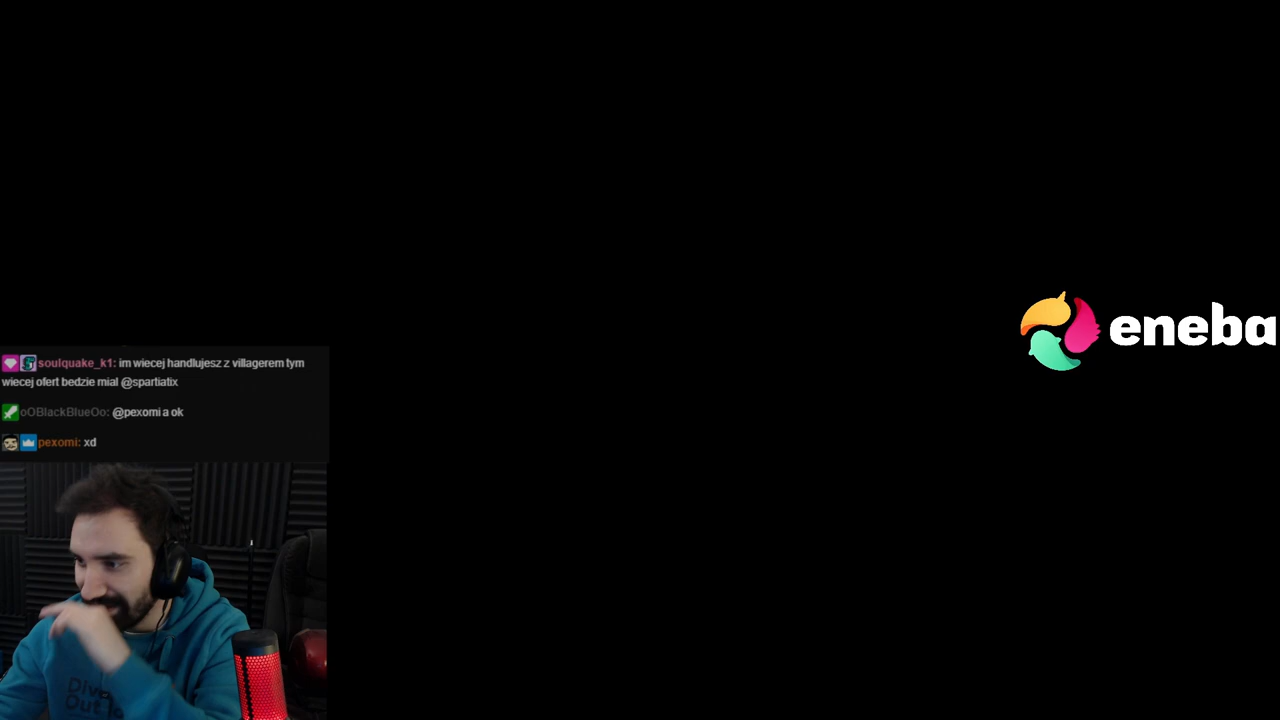 soulquake_k1: im wiecej handlujesz z villagerem tym
wiecej ofert bedzie mial @spartiatix
oOBlackBlueOo: @pexomi a ok
pexomi: xd
eneba